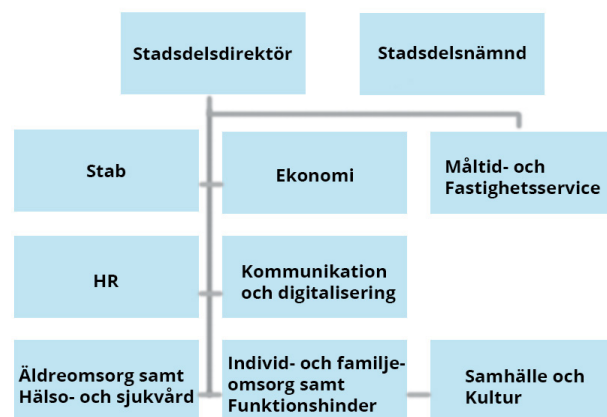 Stadsdelsdirektör
Stadsdelsnämnd
Stab
Ekonomi
Måltid- och
Fastighetsservice
HR
Kommunikation
och digitalisering
Äldreomsorg samt
Hälso- och sjukvård
Individ- och familje-
omsorg samt
Funktionshinder
Samhälle och
Kultur